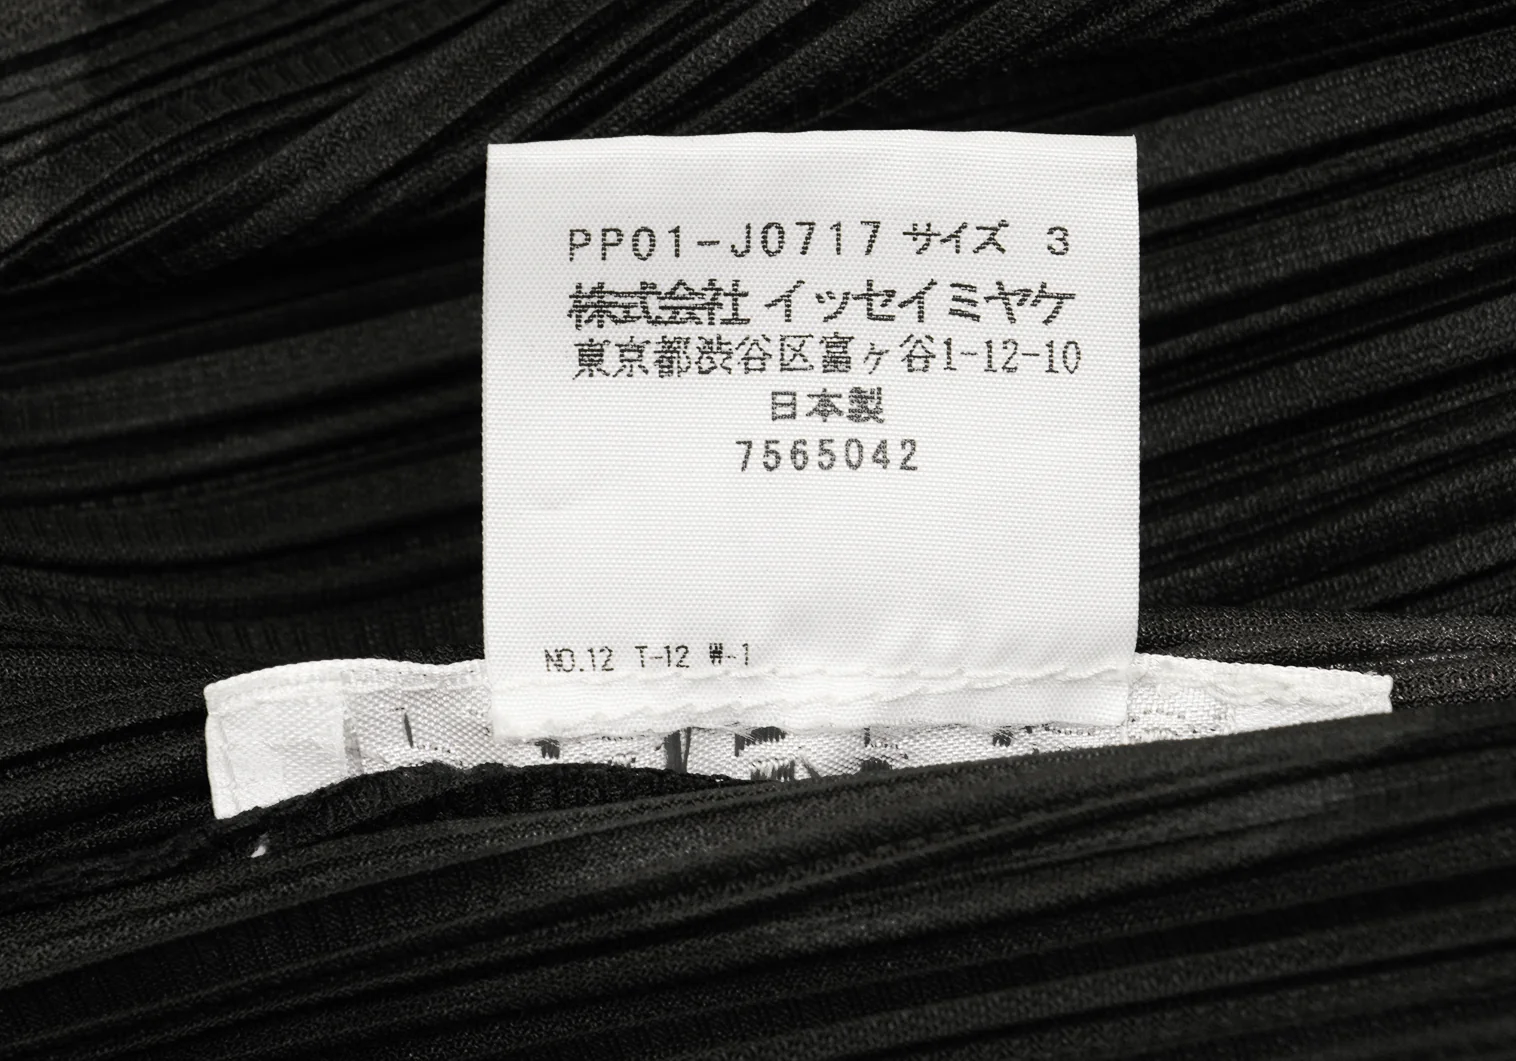 PP01-J0717 サイズ 3
株式会社 イッセイミヤケ
東京都渋谷区富ヶ谷1-12-10
日本製
7565042
NO.12 T-12 W-1